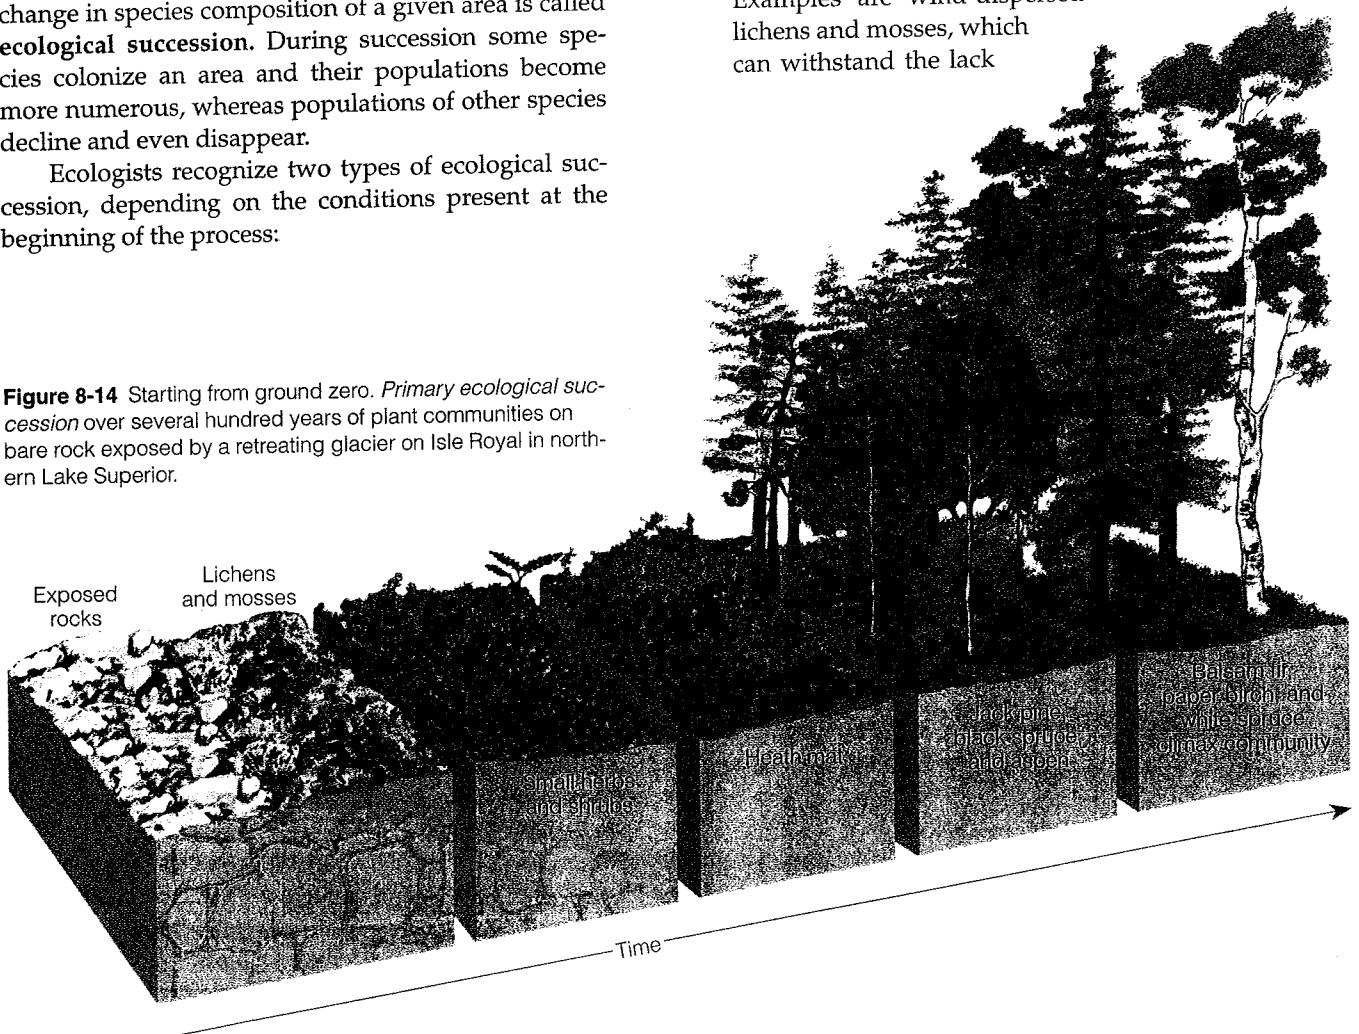 change in species composition of a given area is called
ecological succession. During succession some spe-
cies colonize an area and their populations become
more numerous, whereas populations of other species
decline and even disappear.
Ecologists recognize two types of ecological suc-
cession, depending on the conditions present at the
beginning of the process:
Examples are wind-dispersed
lichens and mosses, which
can withstand the lack
Figure 8-14 Starting from ground zero. Primary ecological suc-
cession over several hundred years of plant communities on
bare rock exposed by a retreating glacier on Isle Royal in north-
ern Lake Superior.
Exposed
rocks
Lichens
and mosses
Small herbs
and shrubs
Heath mat
Jack pine,
black spruce,
and aspen
Balsam fir,
paper birch, and
white spruce
climax community
Time